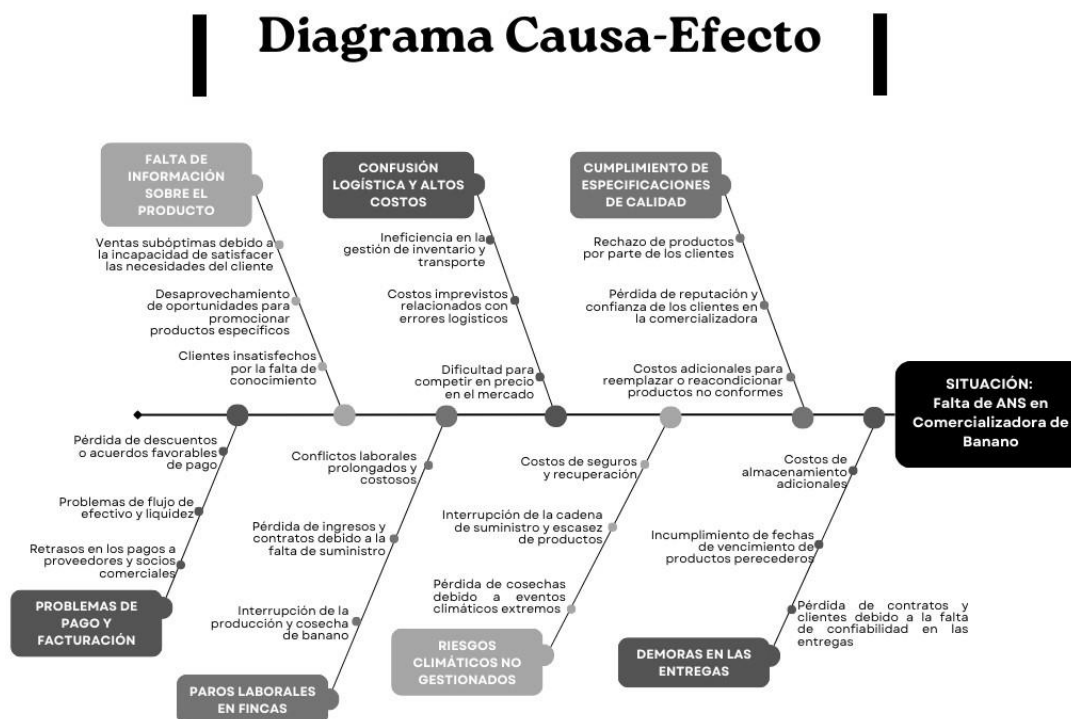 Diagrama Causa-Efecto
FALTA DE
INFORMACIÓN
SOBRE EL
PRODUCTO
Ventas subóptimas debido a
la incapacidad de satisfacer
las necesidades del cliente
Desaprovechamiento
de oportunidades para
promocionar
productos específicos
Clientes insatisfechos
por la falta de
conocimiento
CONFUSIÓN
LOGÍSTICA Y ALTOS
COSTOS
Ineficiencia en la
gestión de inventario y
transporte
Costos imprevistos
relacionados con
errores logísticos
Dificultad para
competir en precio
en el mercado
CUMPLIMIENTO DE
ESPECIFICACIONES
DE CALIDAD
Rechazo de productos
por parte de los clientes
Pérdida de reputación y
confianza de los clientes en
la comercializadora
Costos adicionales para
reemplazar o reacondicionar
productos no conformes
SITUACIÓN:
Falta de ANS en
Comercializadora de
Banano
Pérdida de descuentos
o acuerdos favorables
de pago
Problemas de flujo de
efectivo y liquidez
Retrasos en los pagos a
proveedores y socios
comerciales
PROBLEMAS DE
PAGO Y
FACTURACIÓN
Conflictos laborales
prolongados y
costosos
Pérdida de ingresos y
contratos debido a la
falta de suministro
Interrupción de la
producción y cosecha
de banano
PAROS LABORALES
EN FINCAS
Costos de seguros
y recuperación
Interrupción de la cadena
de suministro y escasez
de productos
Pérdida de cosechas
debido a eventos
climáticos extremos
RIESGOS
CLIMÁTICOS NO
GESTIONADOS
Costos de
almacenamiento
adicionales
Incumplimiento de fechas
de vencimiento de
productos perecederos
Pérdida de contratos y
clientes debido a la falta
de confiabilidad en las
entregas
DEMORAS EN LAS
ENTREGAS